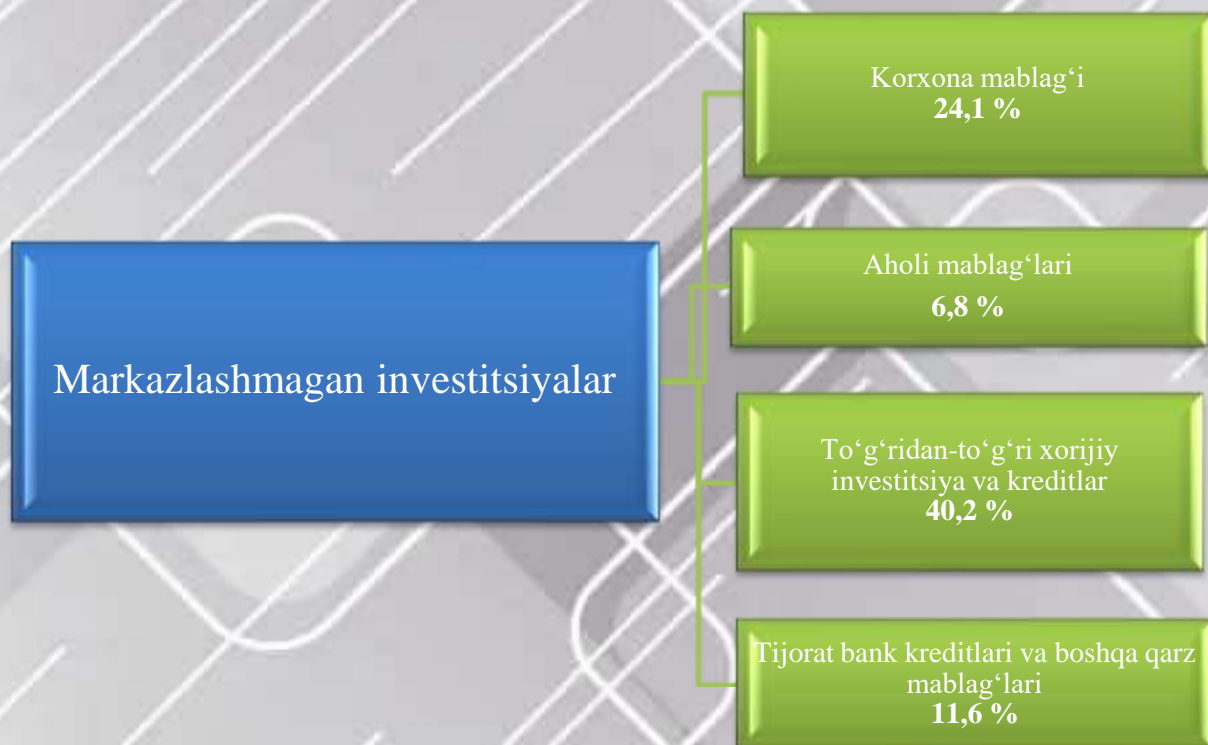 Markazlashmagan investitsiyalar
Korxona mablag‘i
24,1 %
Aholi mablag‘lari
6,8 %
To‘g‘ridan-to‘g‘ri xorijiy
investitsiya va kreditlar
40,2 %
Tijorat bank kreditlari va boshqa qarz
mablag‘lari
11,6 %